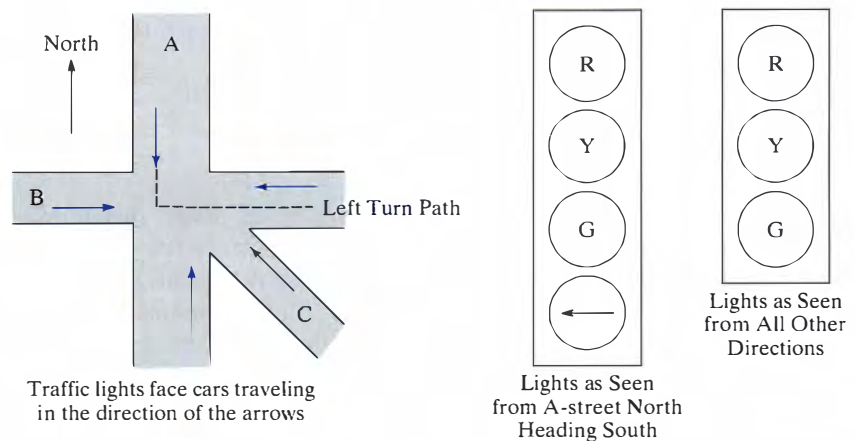 North
A
B
Left Turn Path
C
Traffic lights face cars traveling
in the direction of the arrows
R
Y
G
Lights as Seen
from A-street North
Heading South
R
Y
G
Lights as Seen
from All Other
Directions